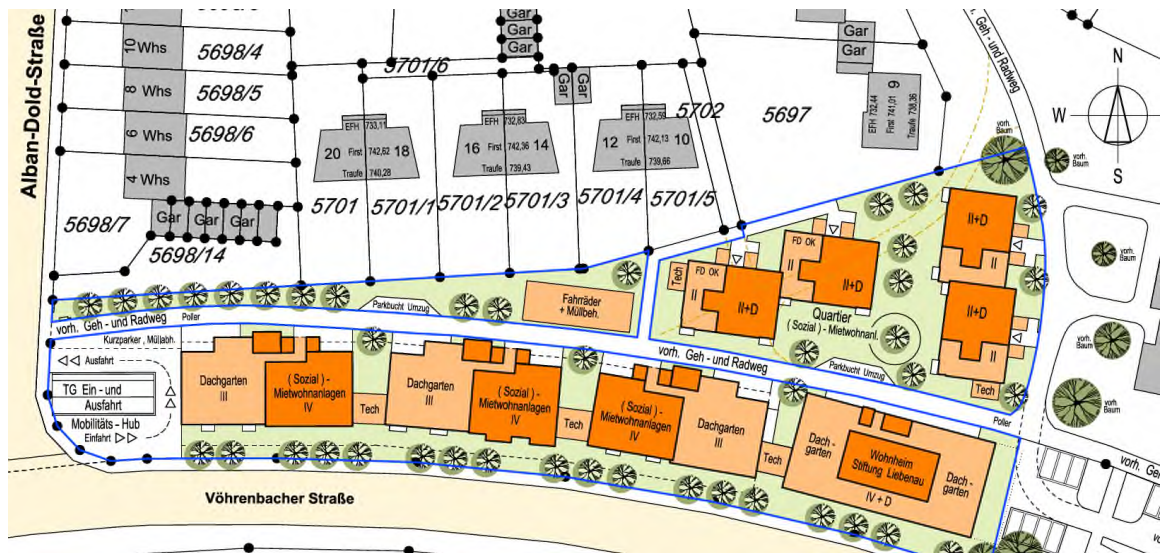 Alban-Dold-Straße
10 Whs
8 Whs
6 Whs
4 Whs
5698/4
5698/5
5698/6
5698/7
5698/14
Gar
Gar
Gar
Gar
Gar
Gar
5701/6
Gar
Gar
EFH 733,11
20 First 742,62 18
Traufe 740,28
EFH 732,83
16 First 742,36 14
Traufe 739,43
EFH 732,59
12 First 742,13 10
Traufe 739,66
5701
5701/1
5701/2
5701/3
5701/4
5701/5
5702
5697
Gar
Gar
EFH 732,44
First 741,01 9
Traufe 738,36
vorh. Geh - und Radweg
N
W
S
vorh.
Baum
vorh.
Baum
vorh.
Baum
vorh.
Baum
vorh.
Baum
II+D
II
II+D
II
Tech
FD OK
II
II+D
FD OK
II
II+D
Tech
Quartier
(Sozial) - Mietwohnanl.
Parkbucht Umzug
Fahrräder
+ Müllbeh.
Parkbucht Umzug
vorh. Geh - und Radweg
Poller
vorh. Geh - und Radweg
Poller
Kurzparker , Müllabh.
Ausfahrt
TG Ein - und
Ausfahrt
Mobilitäts - Hub
Einfahrt
Dachgarten
III
( Sozial ) -
Mietwohnanlagen
IV
Tech
Dachgarten
III
( Sozial ) -
Mietwohnanlagen
IV
Tech
( Sozial ) -
Mietwohnanlagen
IV
Dachgarten
III
Tech
Dach -
garten
Wohnheim
Stiftung Liebenau
Dach -
garten
IV + D
Vöhrenbacher Straße
vorh. Geh